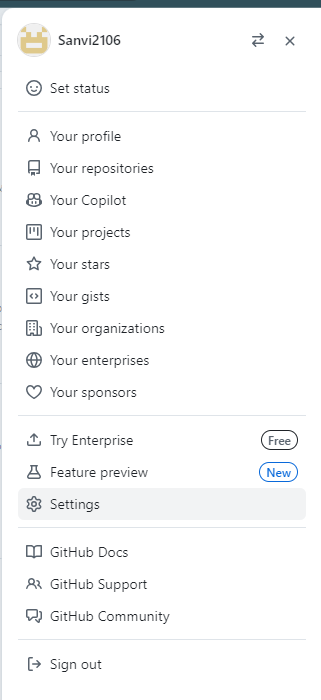 Sanvi2106
Set status
Your profile
Your repositories
Your Copilot
Your projects
Your stars
Your gists
Your organizations
Your enterprises
Your sponsors
Try Enterprise Free
Feature preview New
Settings
GitHub Docs
GitHub Support
GitHub Community
Sign out